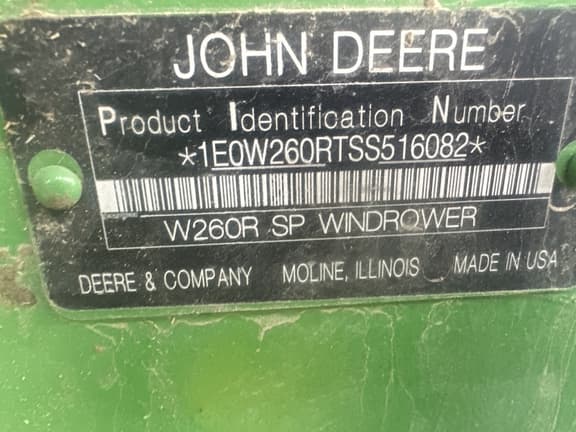 JOHN DEERE
Product Identification Number
*1E0W260RTSS516082*
W260R SP WINDROWER
DEERE & COMPANY MOLINE, ILLINOIS MADE IN USA